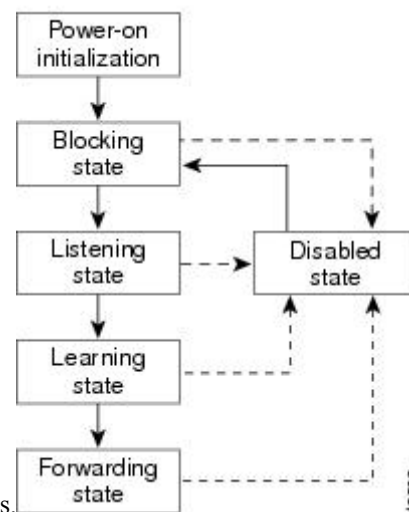 Power-on
initialization
Blocking
state
Listening
state
Disabled
state
Learning
state
Forwarding
state
s.